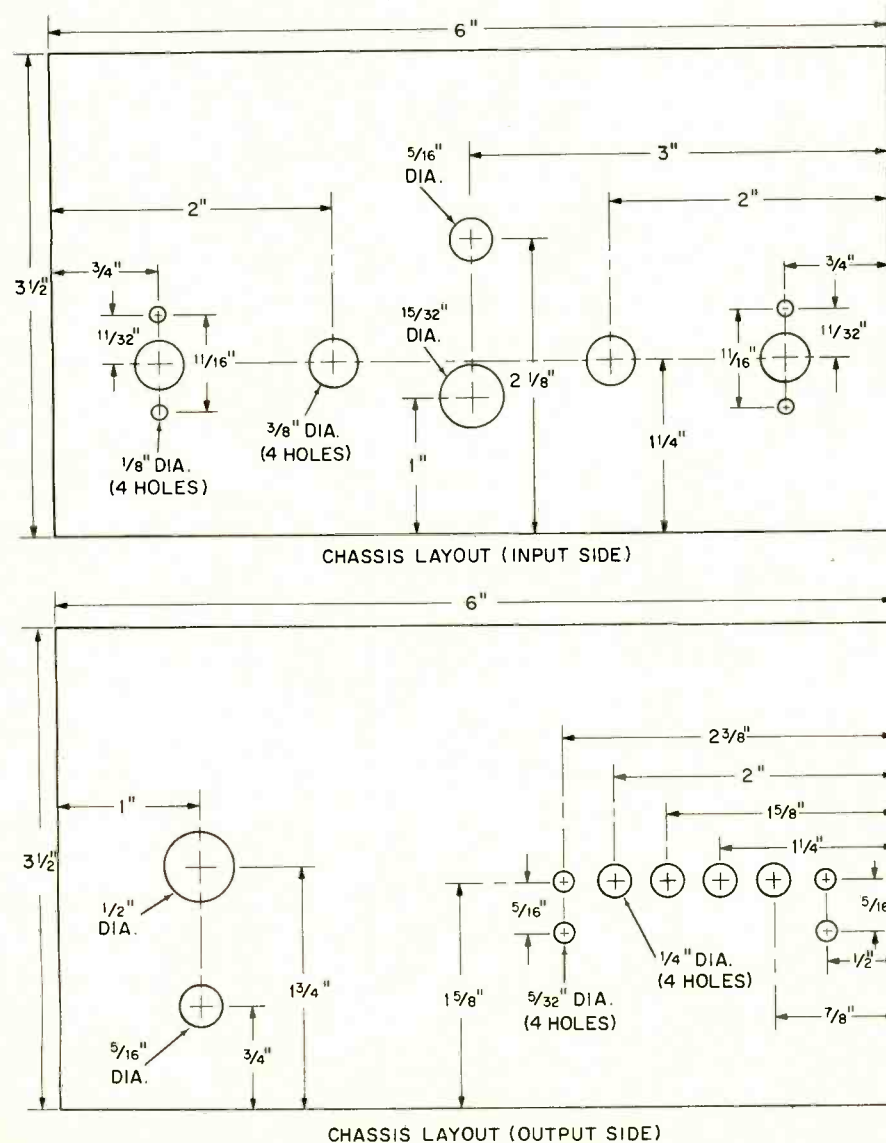 6"
3"
5/16"
DIA.
2"
2"
3/4"
3/4"
3 1/2"
11/32"
11/16"
15/32"
DIA.
2 1/8"
11/16"
11/32"
3/8" DIA.
(4 HOLES)
1 1/4"
1/8" DIA.
(4 HOLES)
1"
CHASSIS LAYOUT (INPUT SIDE)
6"
2 3/8"
2"
1"
1 5/8"
1 1/4"
3 1/2"
1/2"
DIA.
5/16"
5/16
1/4" DIA.
(4 HOLES)
1/2"
1 3/4"
1 5/8"
5/32" DIA.
(4 HOLES)
7/8"
5/16"
DIA.
3/4"
CHASSIS LAYOUT (OUTPUT SIDE)